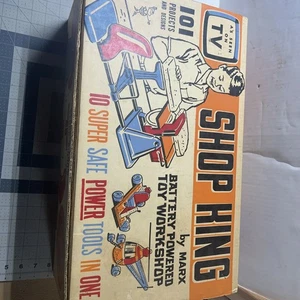 AS SEEN
ON
TV
101
PROJECTS
AND DESIGNS
SHOP KING
by MARX
BATTERY POWERED
TOY WORKSHOP
10 SUPER SAFE POWER TOOLS IN ONE